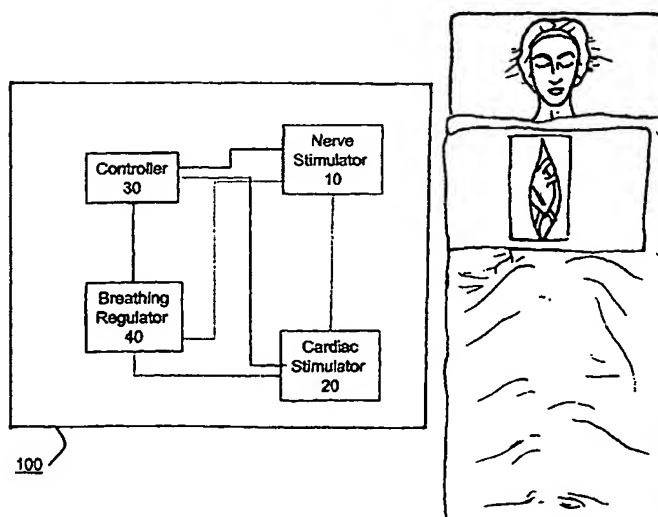 Nerve
Stimulator
10
Controller
30
Breathing
Regulator
40
Cardiac
Stimulator
20
100